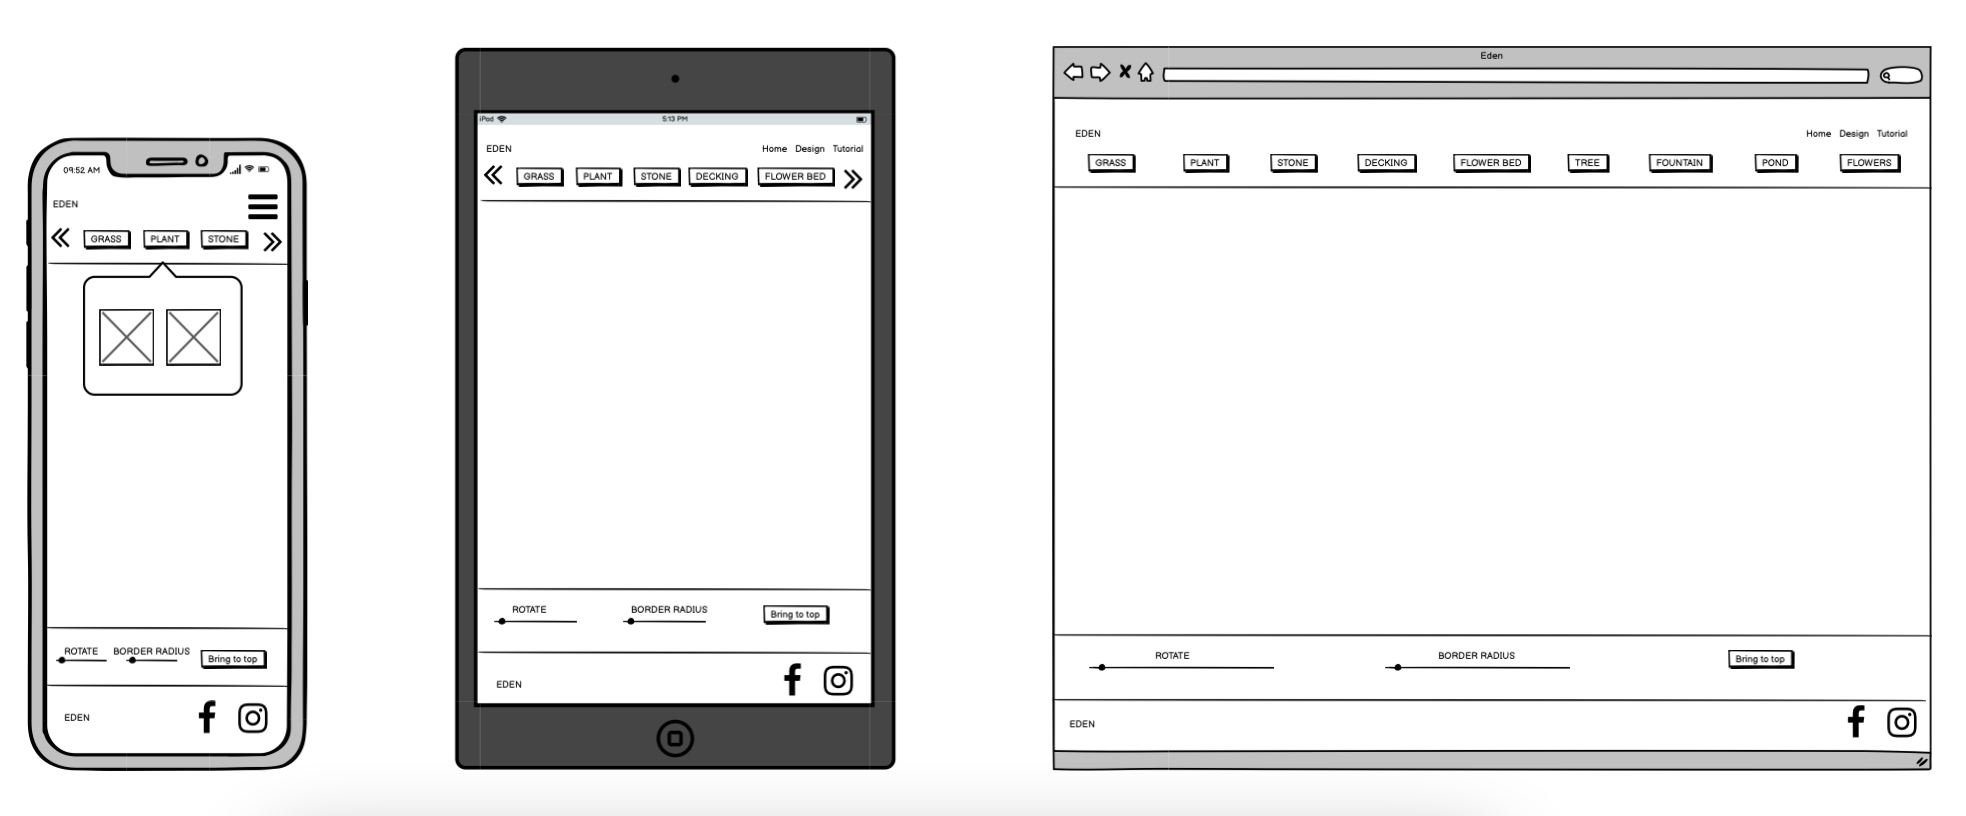 09:52 AM
EDEN
GRASS PLANT STONE
ROTATE BORDER RADIUS Bring to top
EDEN
iPad 5:13 PM
EDEN Home Design Tutorial
GRASS PLANT STONE DECKING FLOWER BED
ROTATE BORDER RADIUS Bring to top
EDEN
Eden
EDEN Home Design Tutorial
GRASS PLANT STONE DECKING FLOWER BED TREE FOUNTAIN POND FLOWERS
ROTATE BORDER RADIUS Bring to top
EDEN